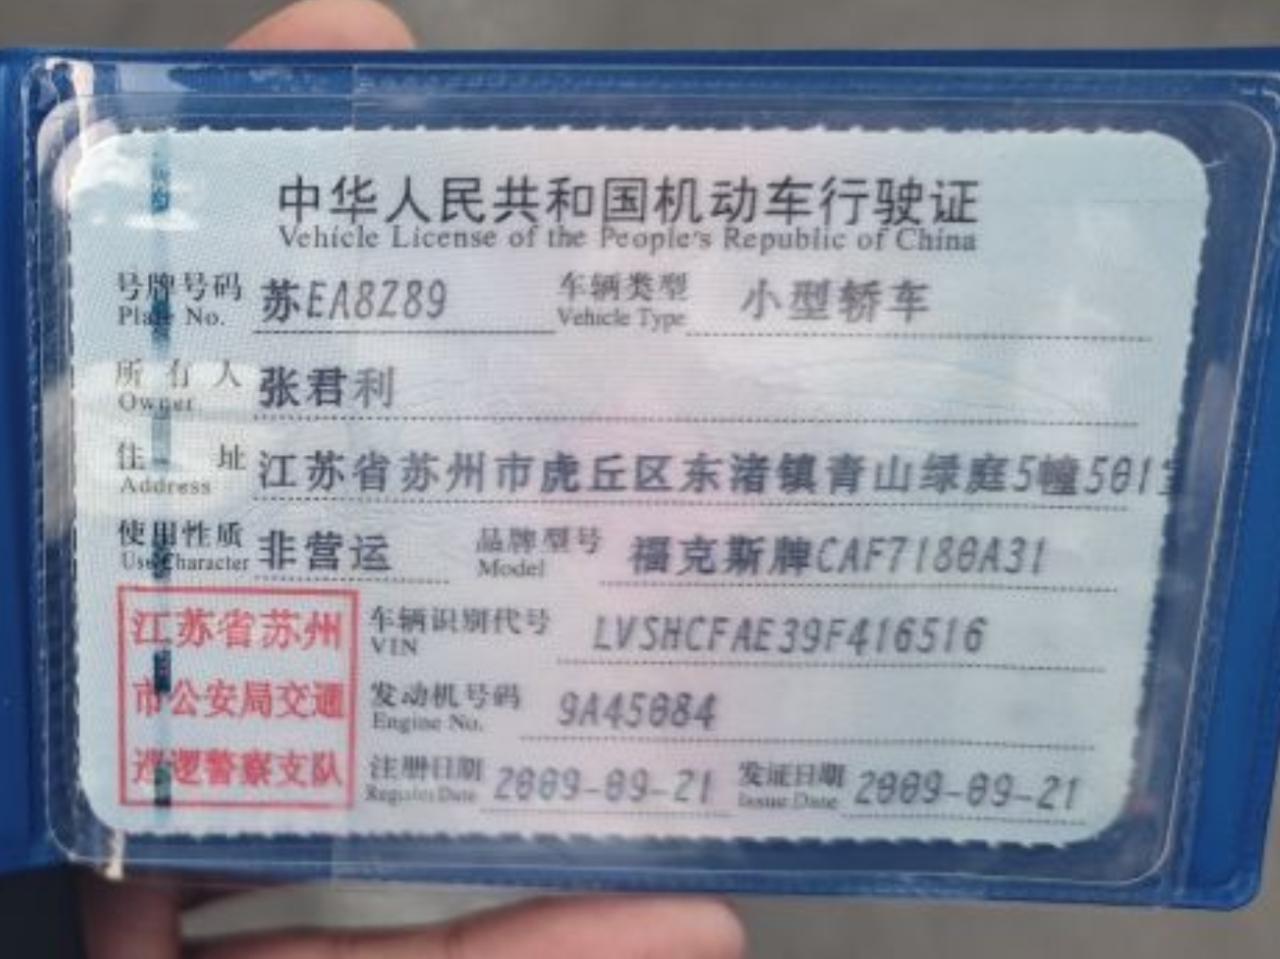 中华人民共和国机动车行驶证
Vehicle License of the People's Republic of China
号牌号码 苏EA8Z89 车辆类型 小型轿车
Plate No. Vehicle Type
所有人 张君利
Owner
住址 江苏省苏州市虎丘区东渚镇青山绿庭5幢501室
Address
使用性质 非营运 品牌型号 福克斯牌CAF7180A31
Use Character Model
江苏省苏州
市公安局交通
巡逻警察支队
车辆识别代号 LVSHCFAE39F416516
VIN
发动机号码 9A45084
Engine No.
注册日期 2009-09-21 发证日期 2009-09-21
Register Date Issue Date